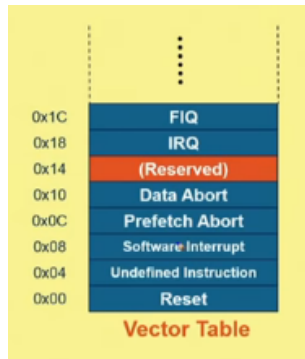 0x1C FIQ
0x18 IRQ
0x14 (Reserved)
0x10 Data Abort
0x0C Prefetch Abort
0x08 Software Interrupt
0x04 Undefined Instruction
0x00 Reset
Vector Table